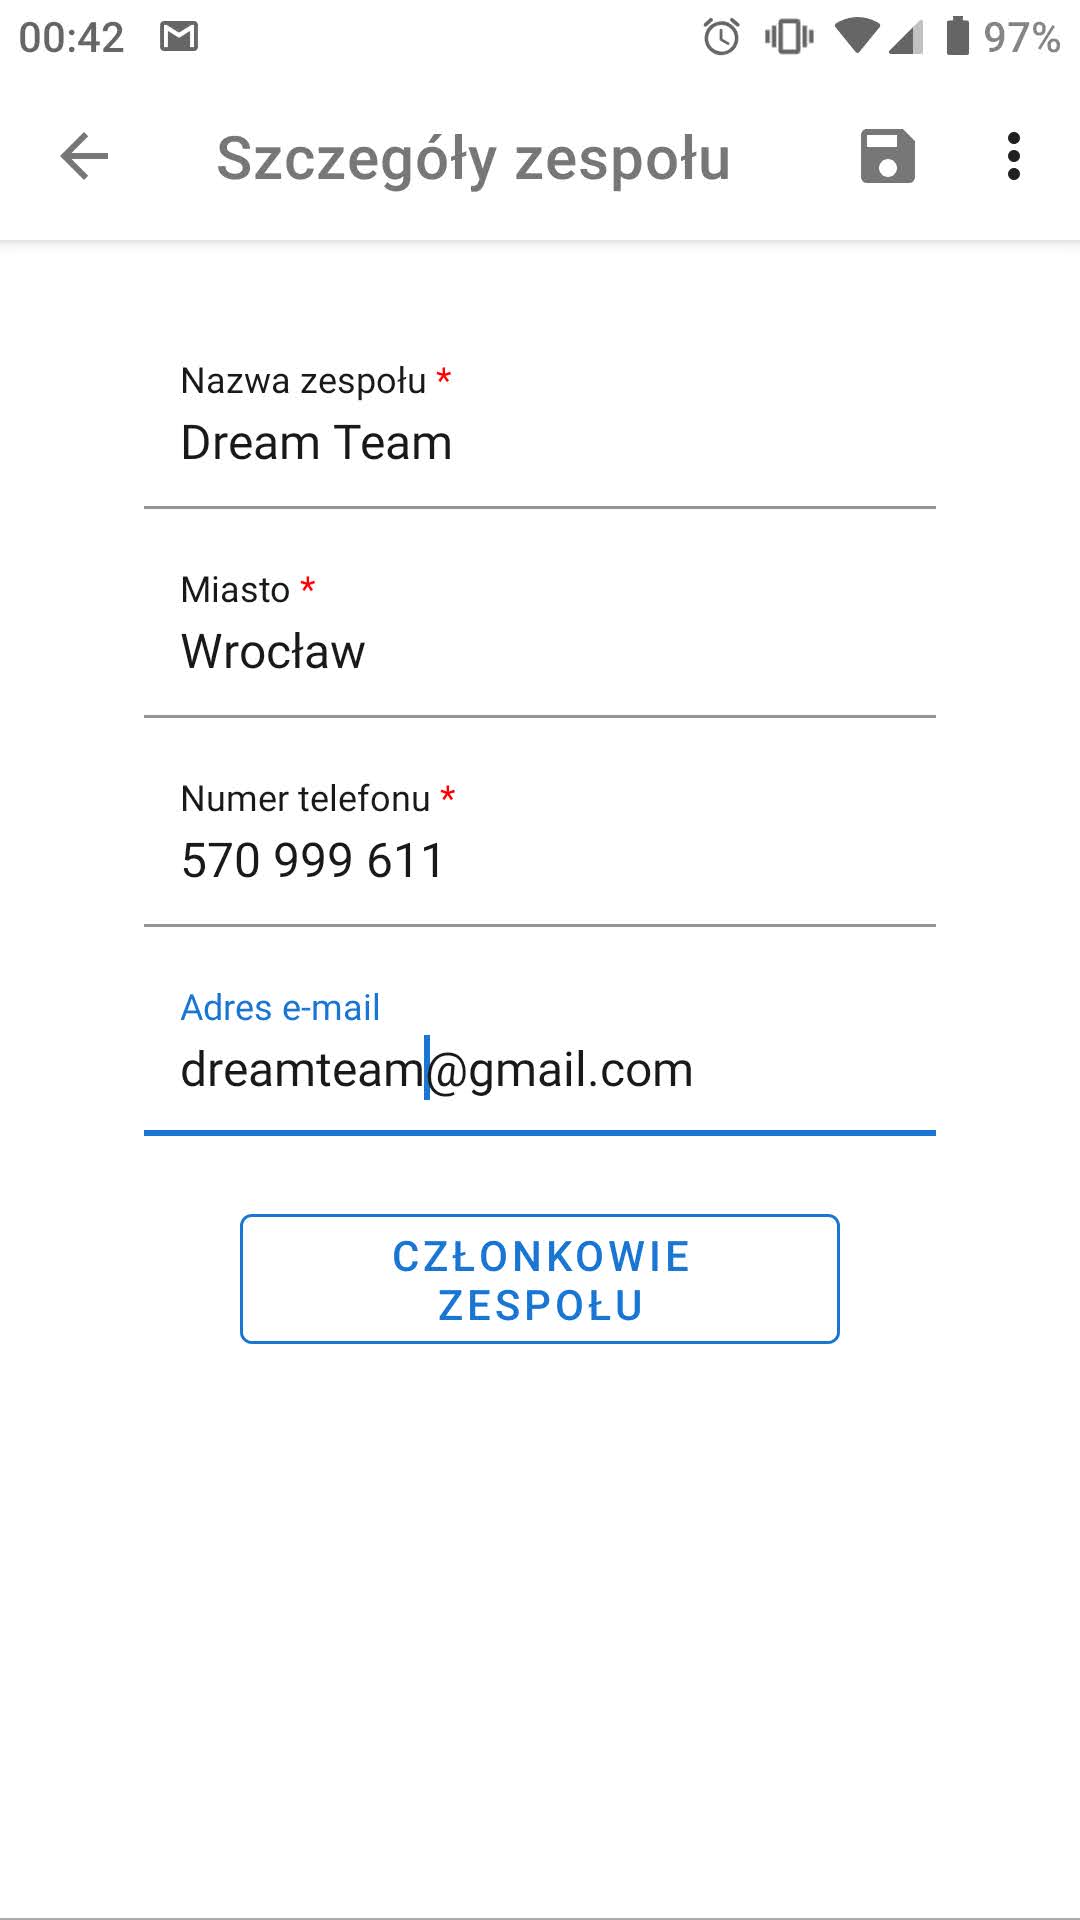 00:42
97%
Szczegóły zespołu
Nazwa zespołu *
Dream Team
Miasto *
Wrocław
Numer telefonu *
570 999 611
Adres e-mail
dreamteam@gmail.com
CZŁONKOWIE
ZESPOŁU